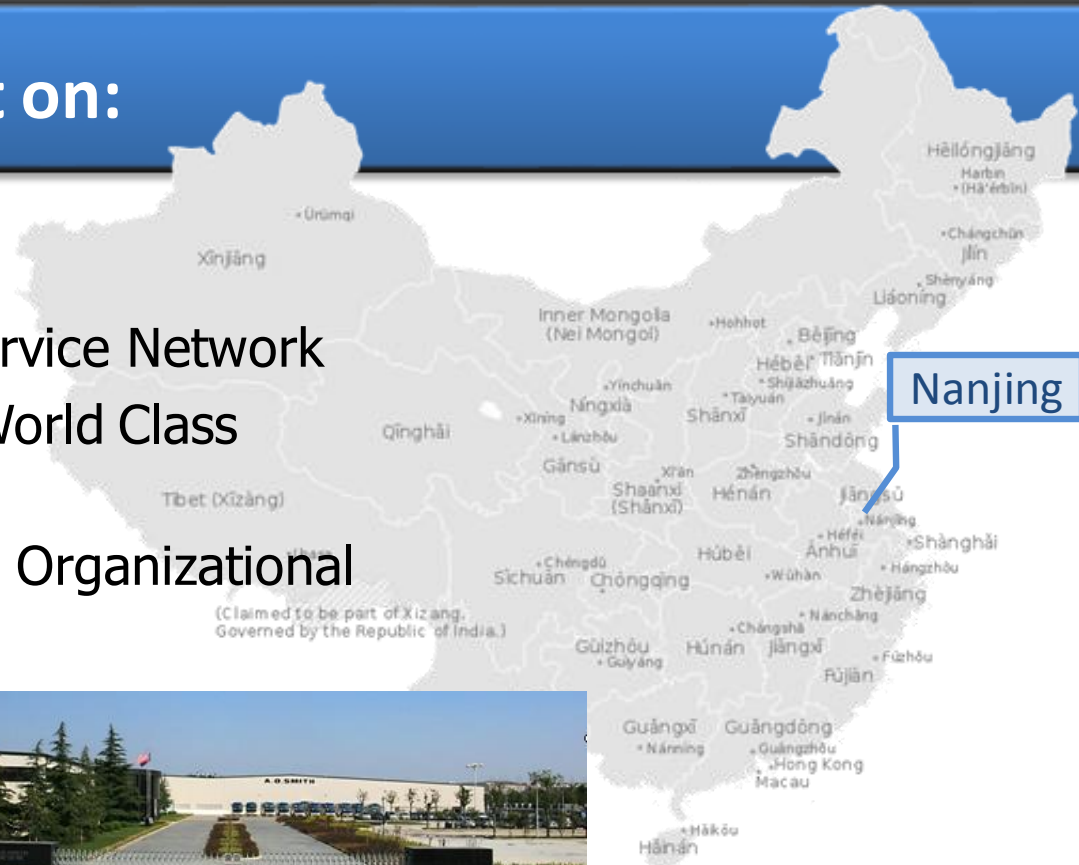 t on:
Hēilóngjiāng
Harbin
(Hā'ěrbīn)
Ürümqi
Chángchūn
Jílín
Xīnjiāng
Shěnyáng
Liáoníng
Inner Mongolia
(Nei Mongol)
Hohhot
Běijīng
rvice Network
Héběi
Tiānjīn
Nanjing
Yínchuān
Shíjiāzhuāng
Níngxià
Tàiyuán
World Class
Xīníng
Shānxī
Jǐnán
Qīnghǎi
Lánzhōu
Shāndōng
Gānsù
Xī'ān
Zhèngzhōu
Tibet (Xīzàng)
Shaanxi
(Shǎnxī)
Hénán
Jiāngsū
Nánjīng
Héféi
Ānhuī
Shànghǎi
Organizational
Lhasa
Chéngdū
Húběi
Sìchuān
Chóngqìng
Wǔhàn
Hángzhōu
Zhèjiāng
(Claimed to be part of Xizang.
Governed by the Republic of India.)
Nánchāng
Chángshā
Gùizhōu
Húnán
Jiāngxī
Guìyáng
Fúzhōu
Fújiàn
Guǎngxī
Guǎngdōng
Nánníng
Guǎngzhōu
Hong Kong
Macau
A.O.SMITH
Hǎikǒu
Hǎinán